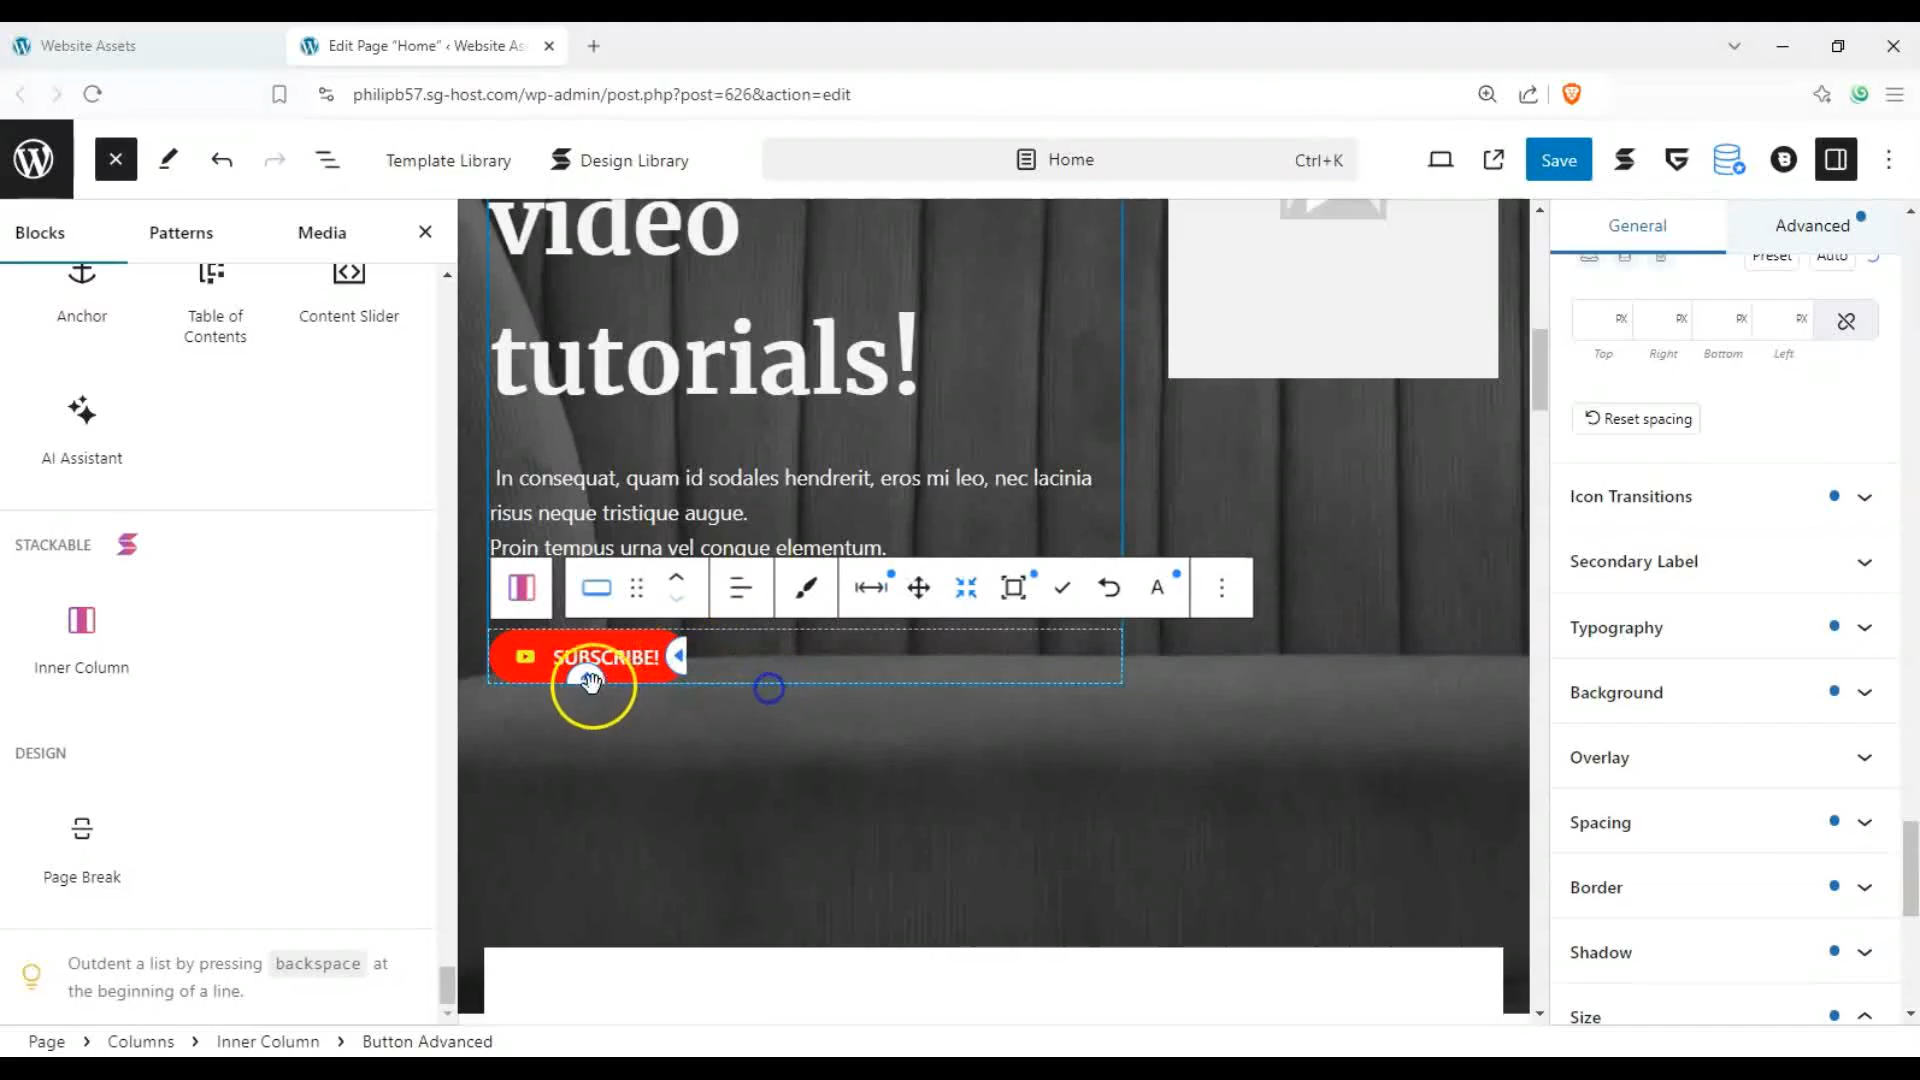 Website Assets
Edit Page “Home” ‹ Website As
philipb57.sg-host.com/wp-admin/post.php?post=626&action=edit
Template Library
Design Library
Home
Ctrl+K
Save
Blocks
Patterns
Media
General
Advanced
Anchor
Table of
Contents
Content Slider
AI Assistant
STACKABLE
Inner Column
DESIGN
Page Break
Outdent a list by pressing backspace at
the beginning of a line.
video
tutorials!
In consequat, quam id sodales hendrerit, eros mi leo, nec lacinia
risus neque tristique augue.
Proin tempus urna vel congue elementum.
A
SUBSCRIBE!
Preset
Auto
PX PX PX PX
Top Right Bottom Left
Reset spacing
Icon Transitions
Secondary Label
Typography
Background
Overlay
Spacing
Border
Shadow
Size
Page › Columns › Inner Column › Button Advanced